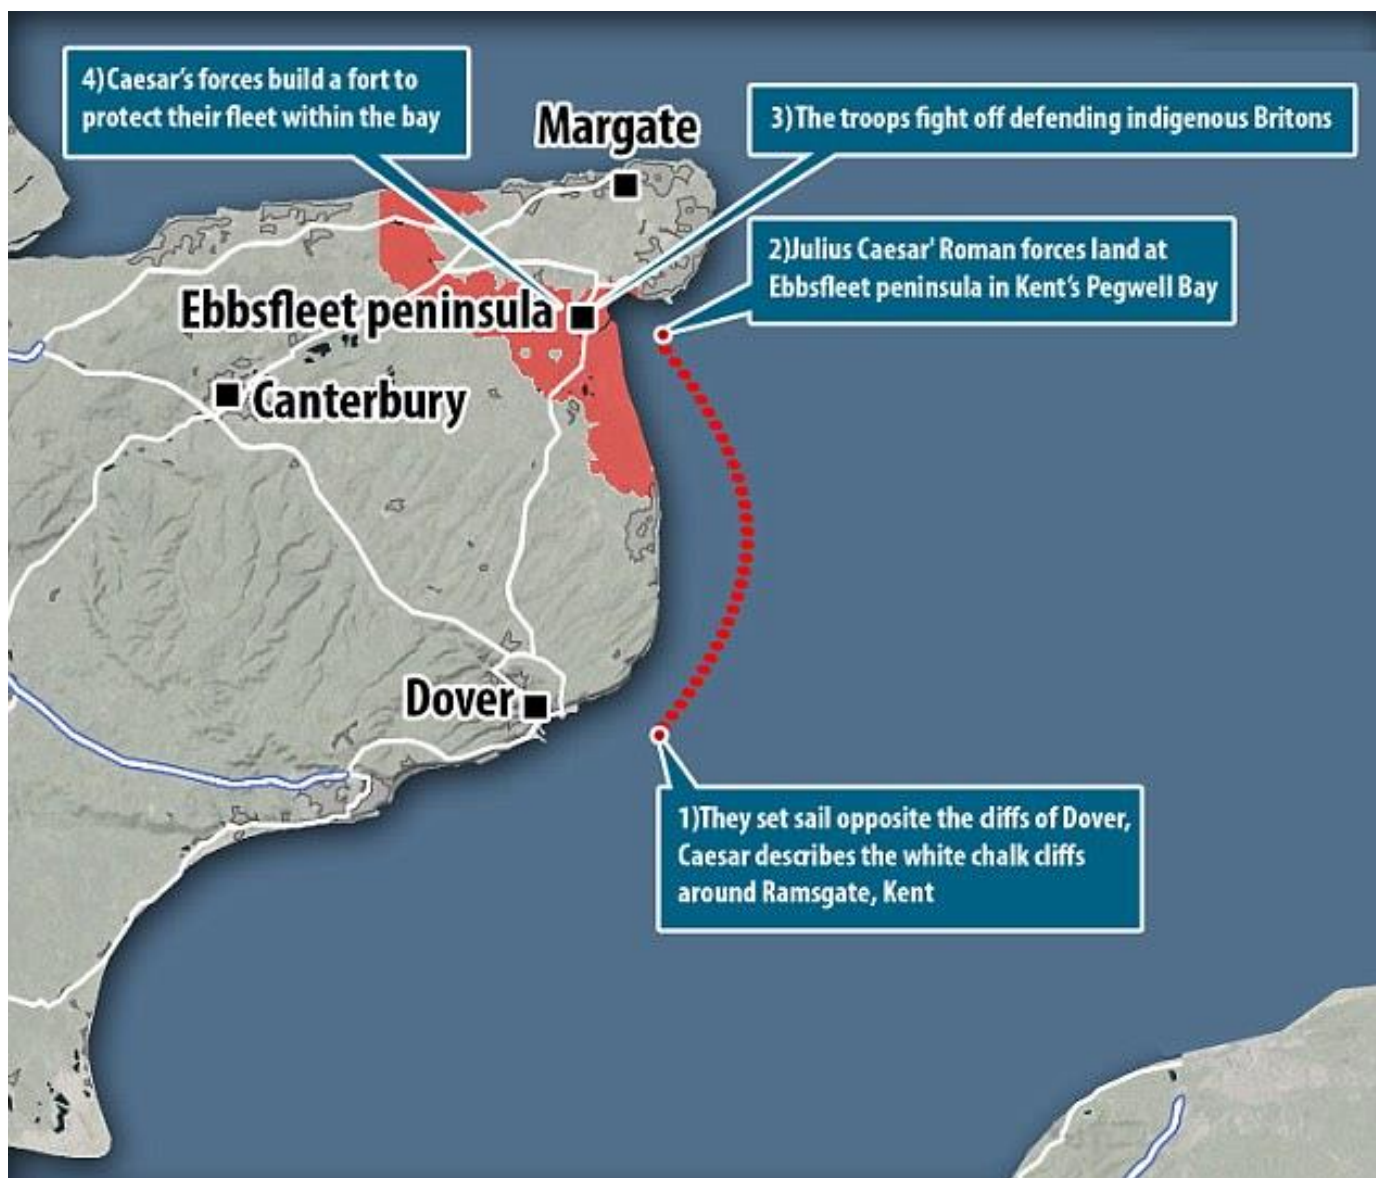 4)Caesar's forces build a fort to
protect their fleet within the bay
Margate
3)The troops fight off defending indigenous Britons
2)Julius Caesar' Roman forces land at
Ebbsfleet peninsula in Kent's Pegwell Bay
Ebbsfleet peninsula
Canterbury
Dover
1)They set sail opposite the cliffs of Dover,
Caesar describes the white chalk cliffs
around Ramsgate, Kent